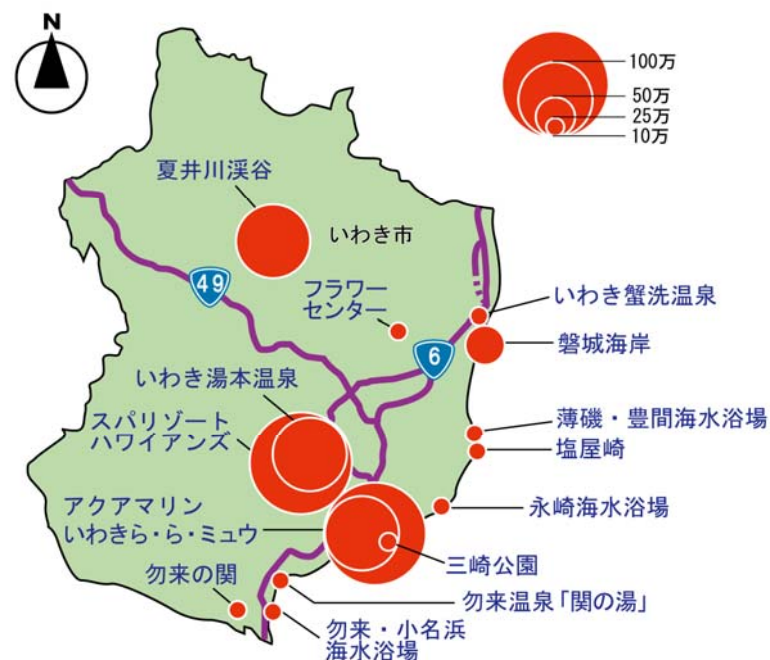 N
100万
50万
25万
10万
夏井川渓谷
いわき市
49
フラワー
センター
いわき蟹洗温泉
6
磐城海岸
いわき湯本温泉
スパリゾート
ハワイアンズ
薄磯・豊間海水浴場
塩屋崎
アクアマリン
いわきら・ら・ミュウ
永崎海水浴場
三崎公園
勿来の関
勿来温泉「関の湯」
勿来・小名浜
海水浴場